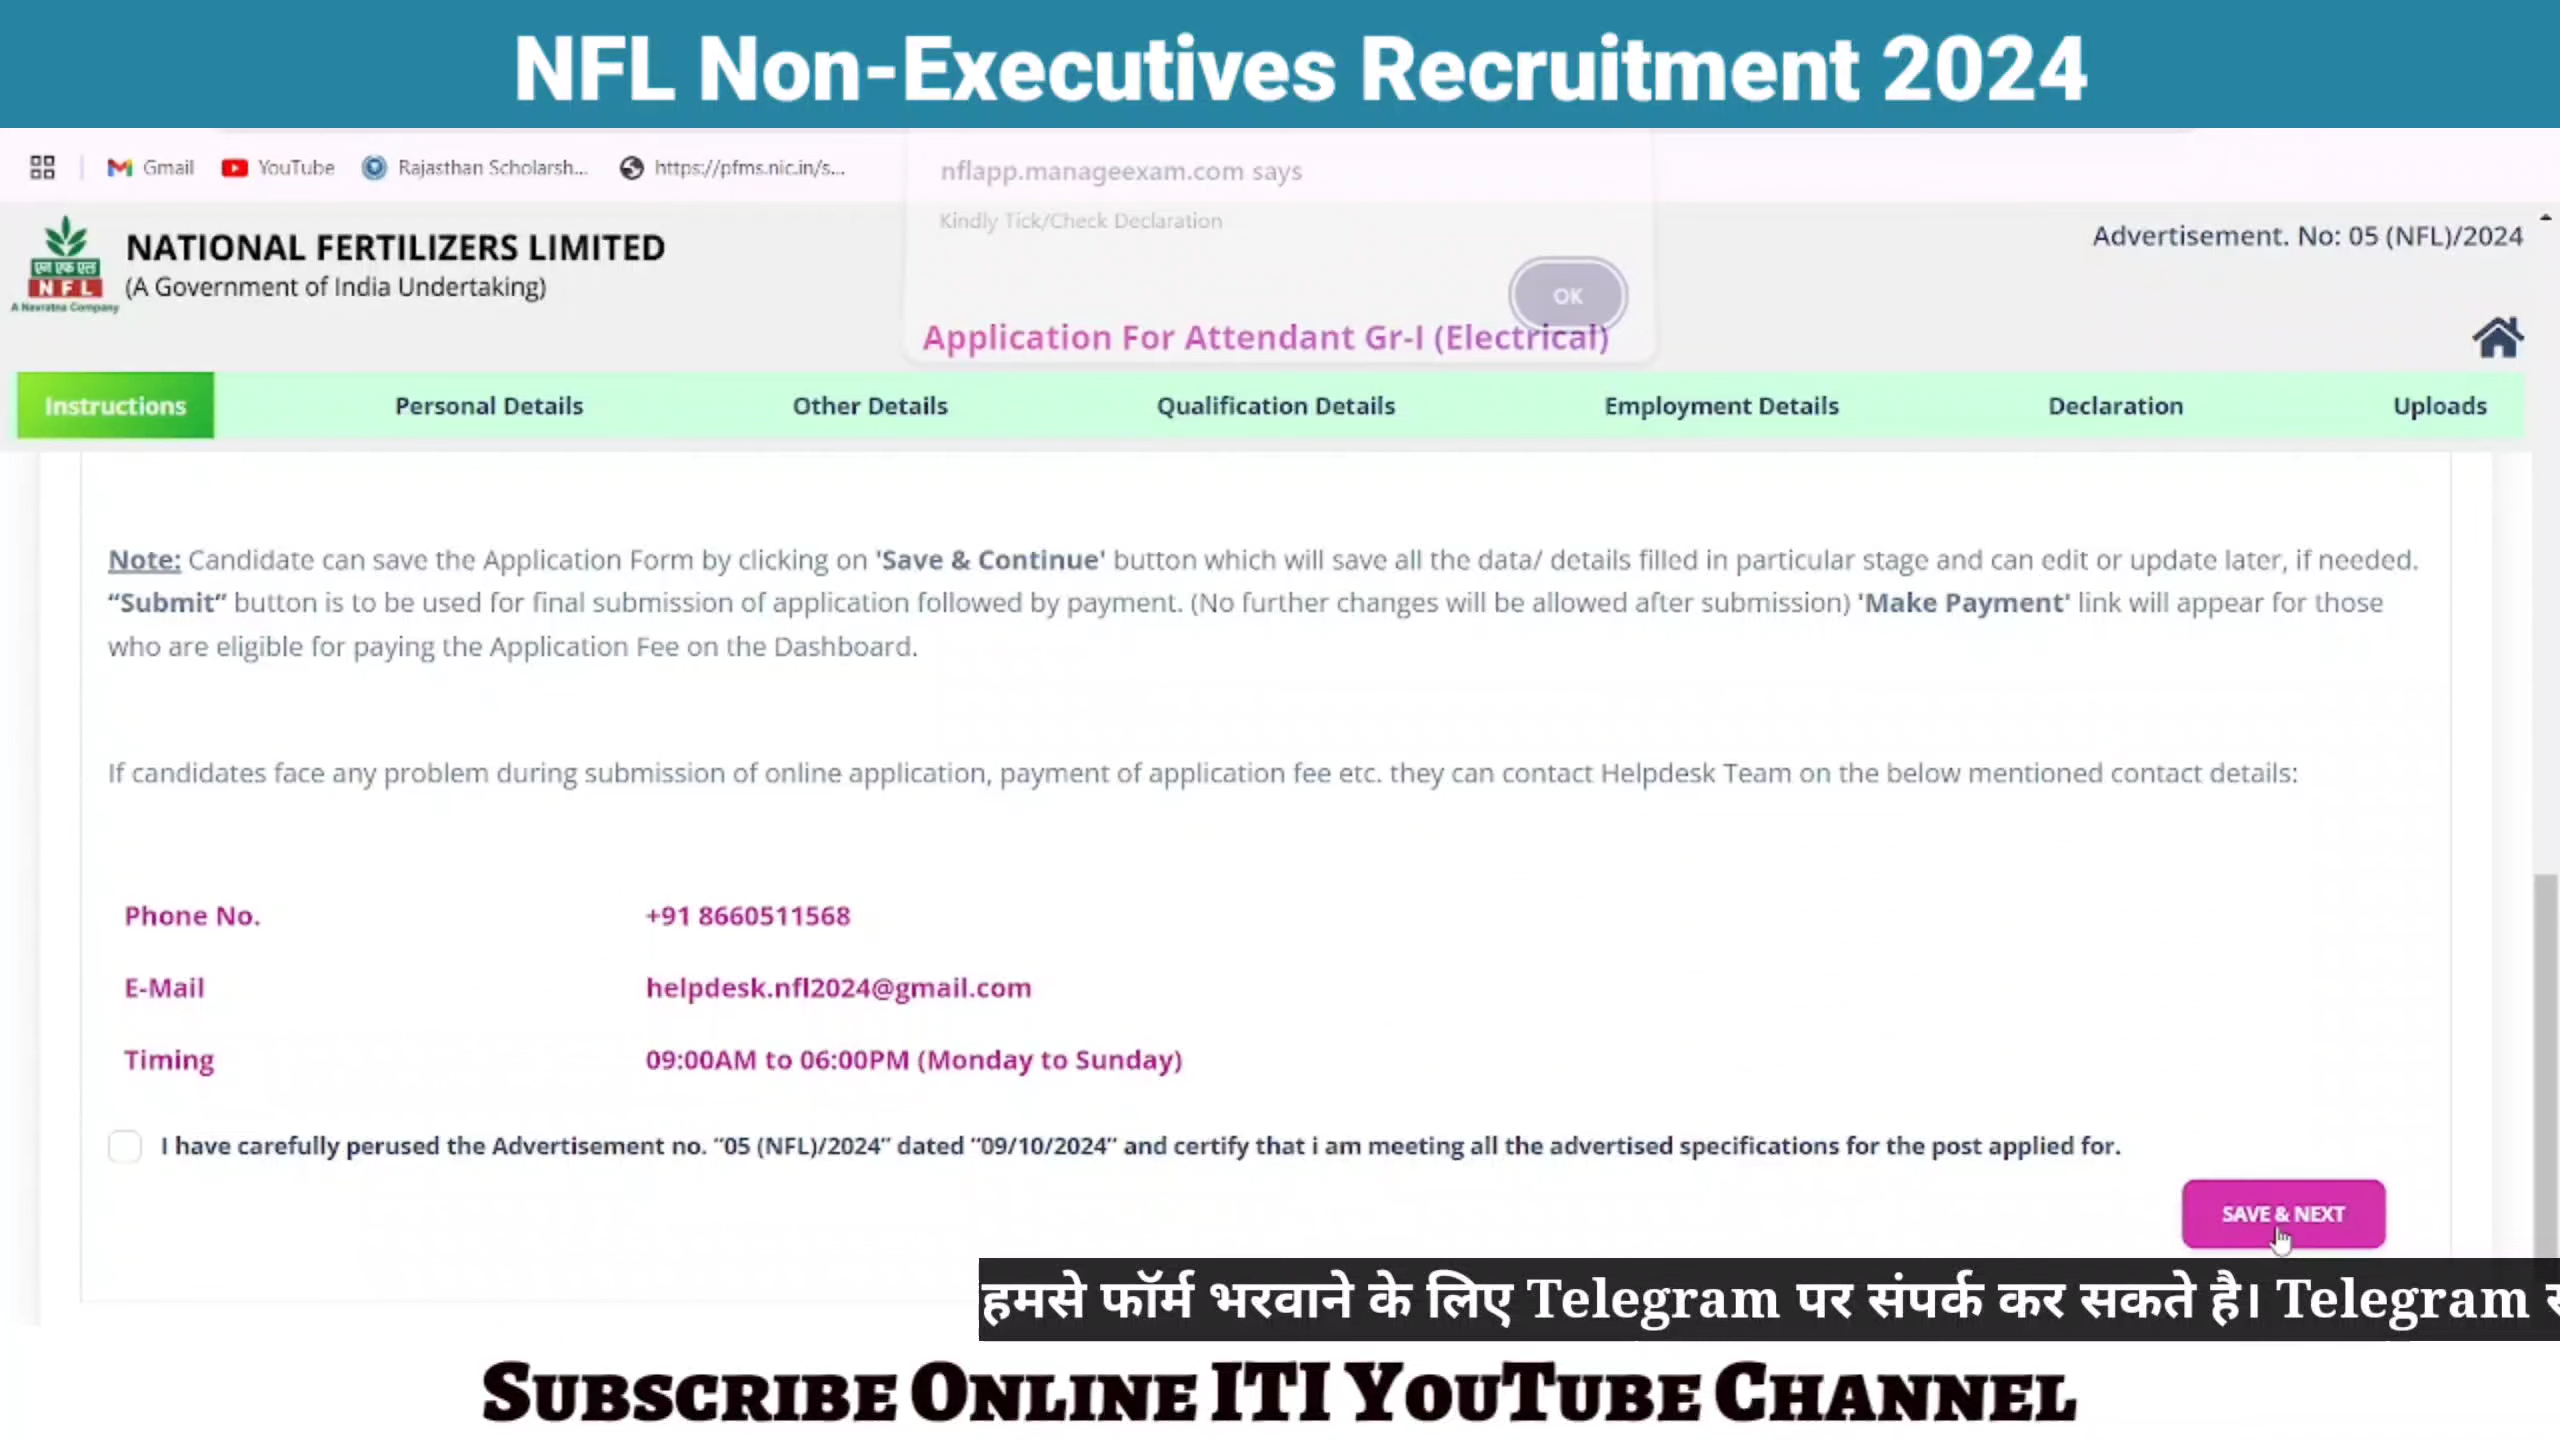 NFL Non-Executives Recruitment 2024
Gmail
YouTube
Rajasthan Scholarsh...
https://pfms.nic.in/s...
nflapp.manageexam.com says
Kindly Tick/Check Declaration
OK
एन एफ एल
NFL
A Navratna Company
NATIONAL FERTILIZERS LIMITED
(A Government of India Undertaking)
Advertisement. No: 05 (NFL)/2024
Application For Attendant Gr-I (Electrical)
Instructions
Personal Details
Other Details
Qualification Details
Employment Details
Declaration
Uploads
Note: Candidate can save the Application Form by clicking on 'Save & Continue' button which will save all the data/ details filled in particular stage and can edit or update later, if needed.
“Submit” button is to be used for final submission of application followed by payment. (No further changes will be allowed after submission) 'Make Payment' link will appear for those
who are eligible for paying the Application Fee on the Dashboard.
If candidates face any problem during submission of online application, payment of application fee etc. they can contact Helpdesk Team on the below mentioned contact details:
Phone No. +91 8660511568
E-Mail helpdesk.nfl2024@gmail.com
Timing 09:00AM to 06:00PM (Monday to Sunday)
I have carefully perused the Advertisement no. “05 (NFL)/2024” dated “09/10/2024” and certify that i am meeting all the advertised specifications for the post applied for.
SAVE & NEXT
हमसे फॉर्म भरवाने के लिए Telegram पर संपर्क कर सकते है। Telegram
SUBSCRIBE ONLINE ITI YOUTUBE CHANNEL